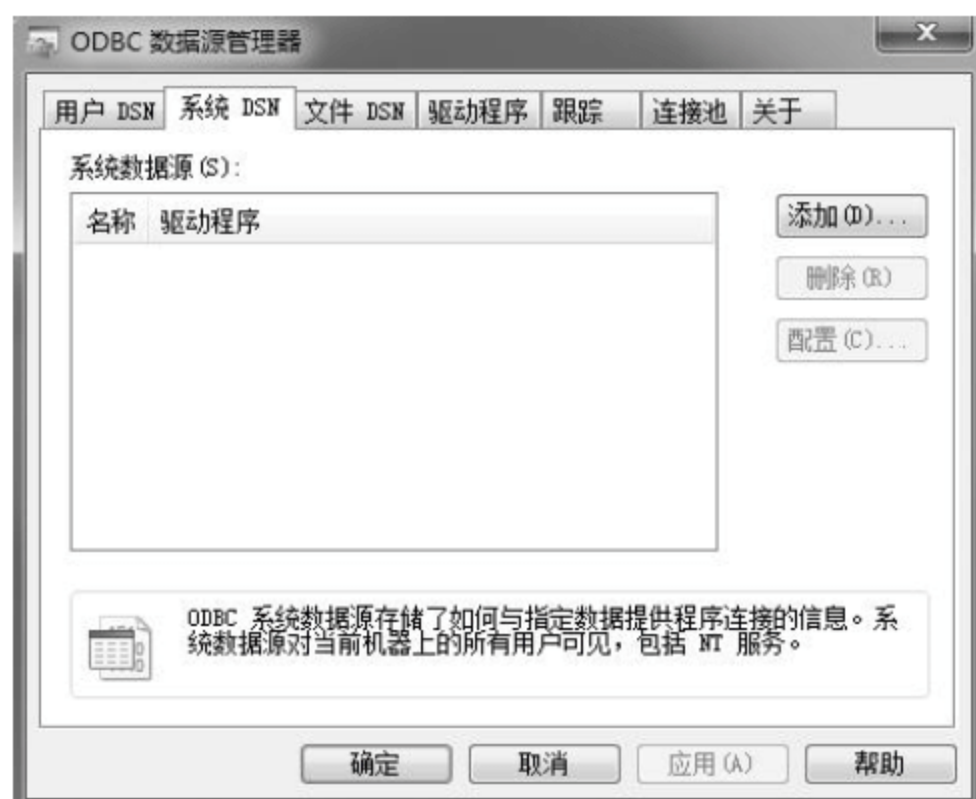 ODBC 数据源管理器
用户 DSN 系统 DSN 文件 DSN 驱动程序 跟踪 连接池 关于
系统数据源(S):
名称 驱动程序
添加(D)...
删除(R)
配置(C)...
ODBC 系统数据源存储了如何与指定数据提供程序连接的信息。系
统数据源对当前机器上的所有用户可见，包括 NT 服务。
确定 取消 应用(A) 帮助